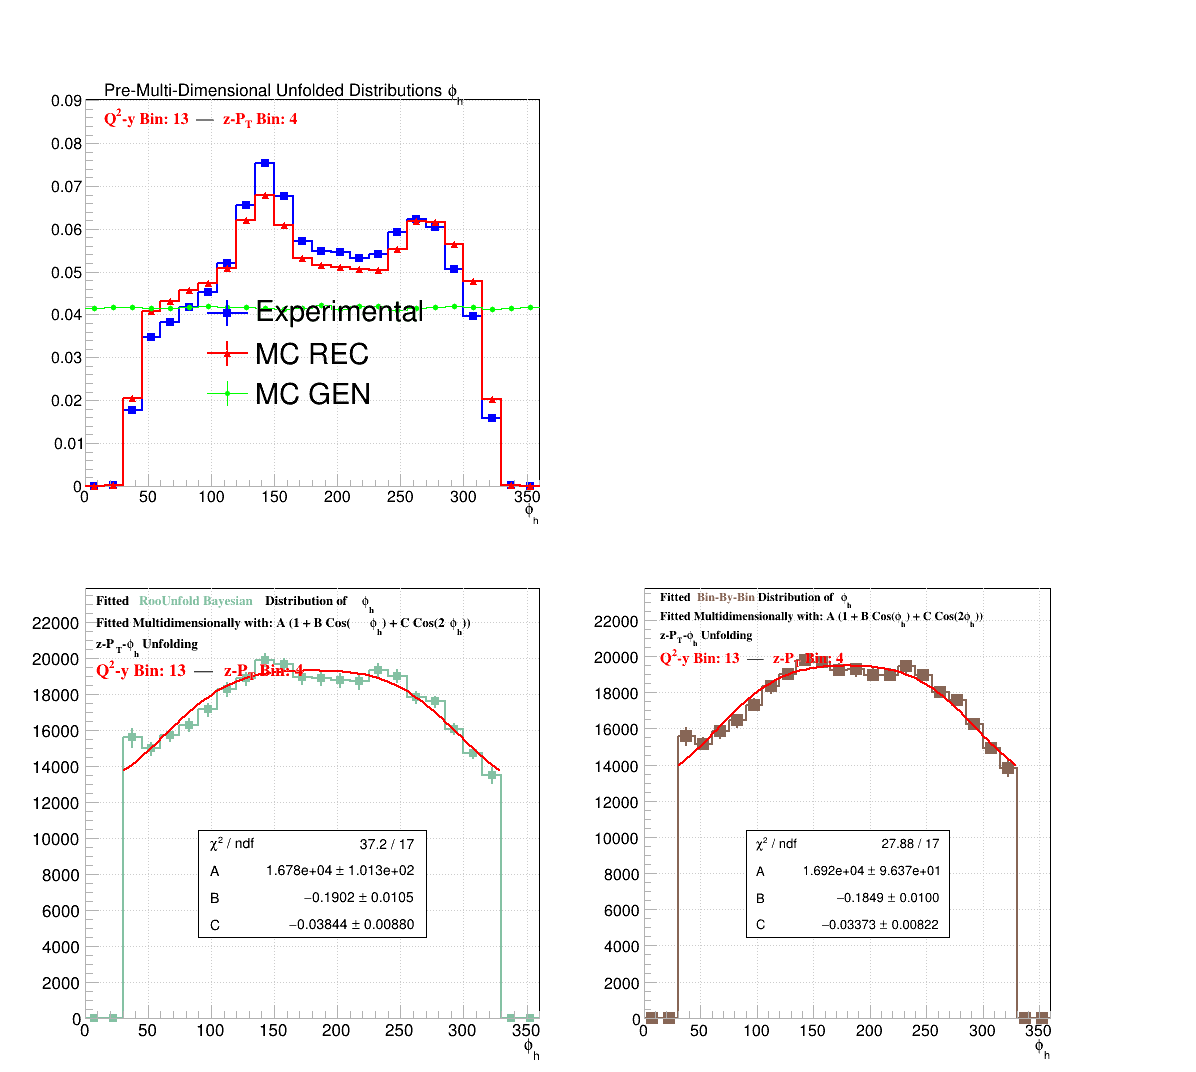 Pre-Multi-Dimensional Unfolded Distributions ϕh
0.09
Q2-y Bin: 13 — z-PT Bin: 4
0.08
0.07
0.06
0.05
0.04
0.03
0.02
0.01
0
Experimental
MC REC
MC GEN
0 50 100 150 200 250 300 350
ϕh
Fitted RooUnfold Bayesian Distribution of ϕh
Fitted Multidimensionally with: A (1 + B Cos( ϕh) + C Cos(2 ϕh))
z-PT-ϕh Unfolding
Q2-y Bin: 13 — z-PT Bin: 4
22000
20000
18000
16000
14000
12000
10000
8000
6000
4000
2000
0
χ2 / ndf 37.2 / 17
A 1.678e+04 ± 1.013e+02
B −0.1902 ± 0.0105
C −0.03844 ± 0.00880
0 50 100 150 200 250 300 350
ϕh
Fitted Bin-By-Bin Distribution of ϕh
Fitted Multidimensionally with: A (1 + B Cos(ϕh) + C Cos(2ϕh))
z-PT-ϕh Unfolding
Q2-y Bin: 13 — z-PT Bin: 4
22000
20000
18000
16000
14000
12000
10000
8000
6000
4000
2000
0
χ2 / ndf 27.88 / 17
A 1.692e+04 ± 9.637e+01
B −0.1849 ± 0.0100
C −0.03373 ± 0.00822
0 50 100 150 200 250 300 350
ϕh